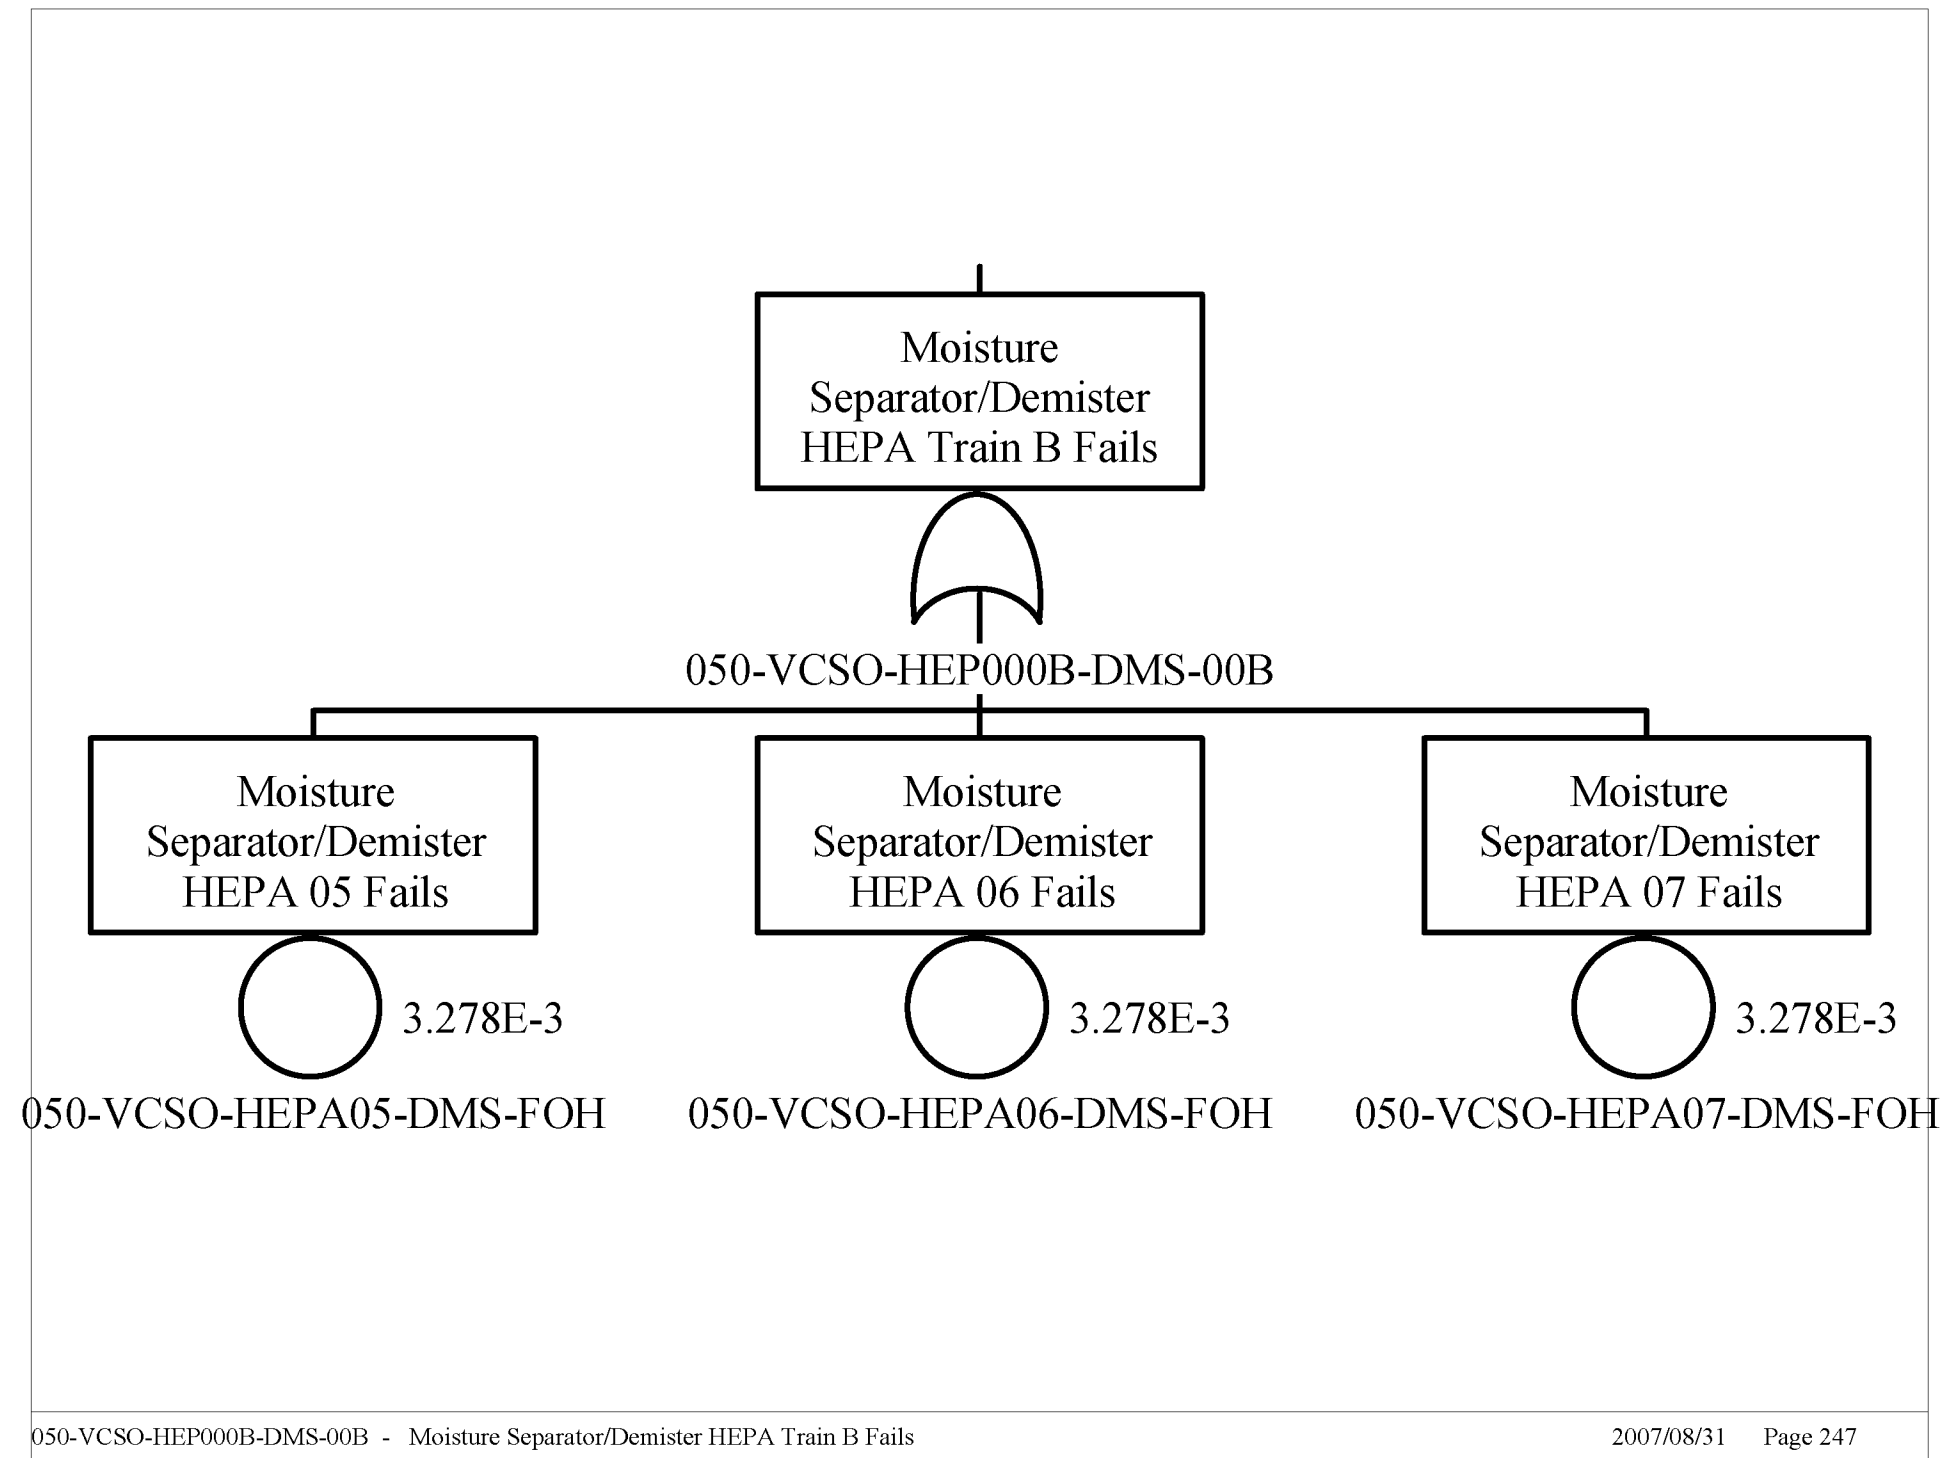 Moisture
Separator/Demister
HEPA Train B Fails
050-VCSO-HEP000B-DMS-00B
Moisture
Separator/Demister
HEPA 05 Fails
3.278E-3
050-VCSO-HEPA05-DMS-FOH
Moisture
Separator/Demister
HEPA 06 Fails
3.278E-3
050-VCSO-HEPA06-DMS-FOH
Moisture
Separator/Demister
HEPA 07 Fails
3.278E-3
050-VCSO-HEPA07-DMS-FOH
050-VCSO-HEP000B-DMS-00B - Moisture Separator/Demister HEPA Train B Fails 2007/08/31 Page 247